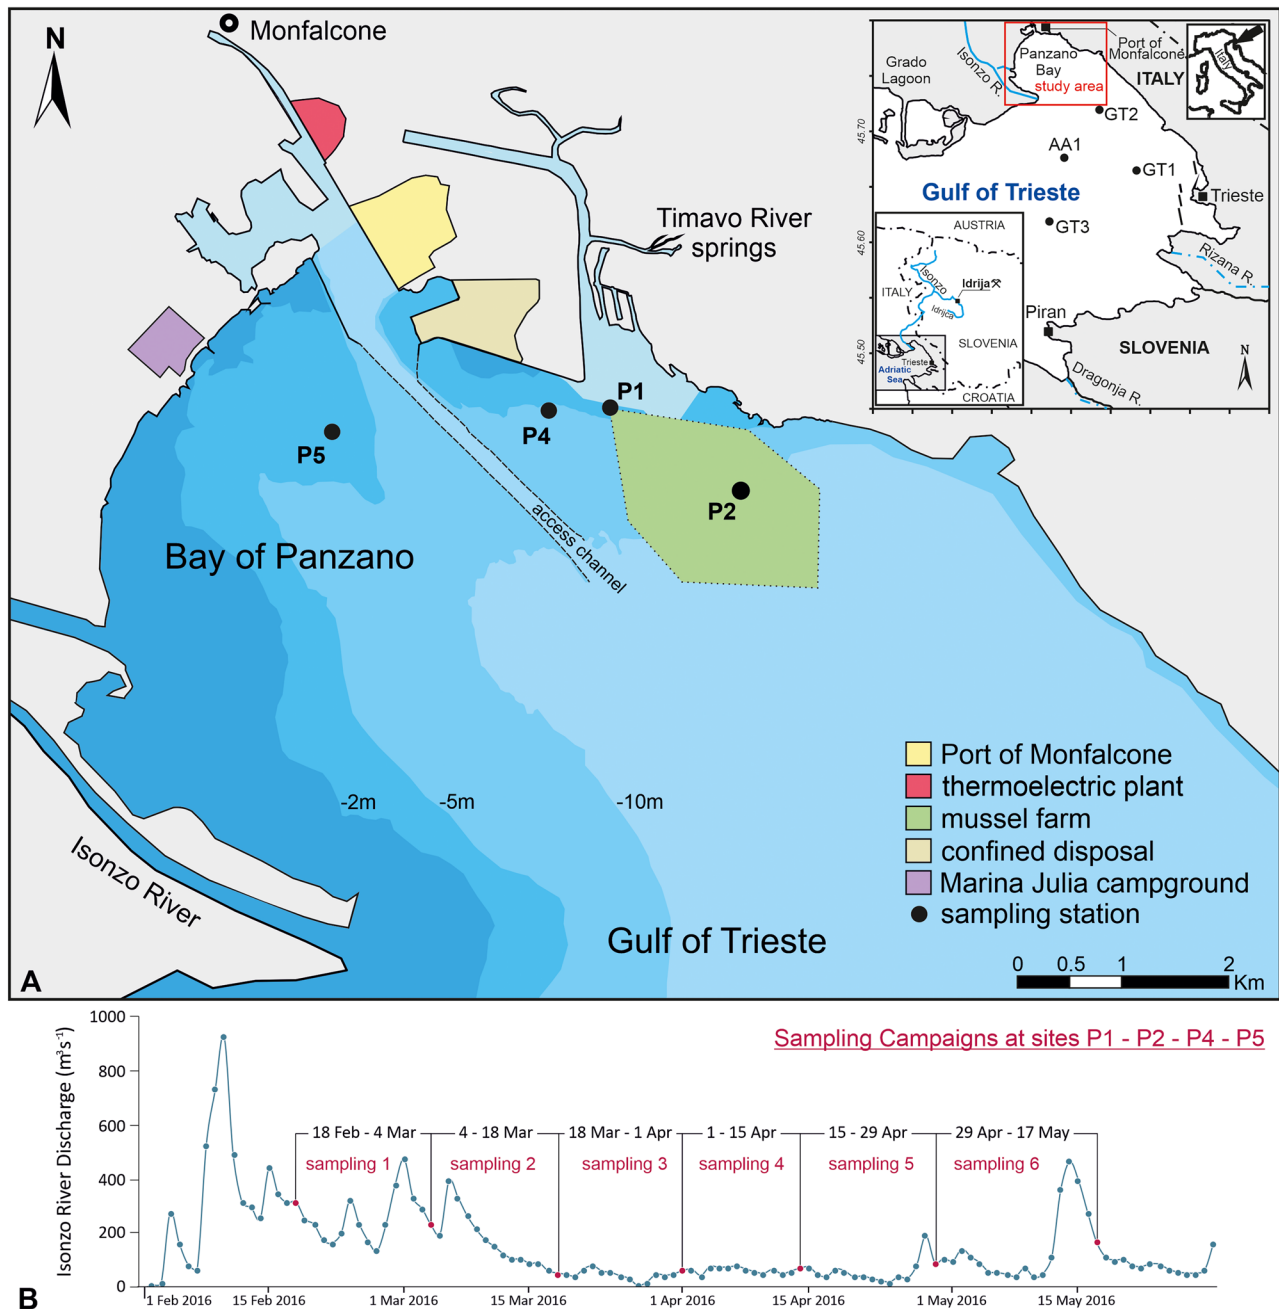 N
Monfalcone
Timavo River
springs
P1
P4
P5
P2
access channel
Bay of Panzano
-2m
-5m
-10m
Isonzo River
Gulf of Trieste
Port of Monfalcone
thermoelectric plant
mussel farm
confined disposal
Marina Julia campground
sampling station
0 0.5 1 2
Km
A
Grado
Lagoon
Isonzo R.
Panzano
Bay
study area
Port of
Monfalcone
ITALY
Italy
GT2
AA1
GT1
GT3
Gulf of Trieste
Trieste
Rizana R.
Piran
SLOVENIA
Dragonja R.
N
45.70
45.60
45.50
AUSTRIA
Isonzo
Idrija
ITALY
Idrijca
SLOVENIA
Trieste
Adriatic
Sea
CROATIA
Isonzo River Discharge (m³s⁻¹)
1000
800
600
400
200
0
Sampling Campaigns at sites P1 - P2 - P4 - P5
18 Feb - 4 Mar
4 - 18 Mar
18 Mar - 1 Apr
1 - 15 Apr
15 - 29 Apr
29 Apr - 17 May
sampling 1
sampling 2
sampling 3
sampling 4
sampling 5
sampling 6
1 Feb 2016
15 Feb 2016
1 Mar 2016
15 Mar 2016
1 Apr 2016
15 Apr 2016
1 May 2016
15 May 2016
B